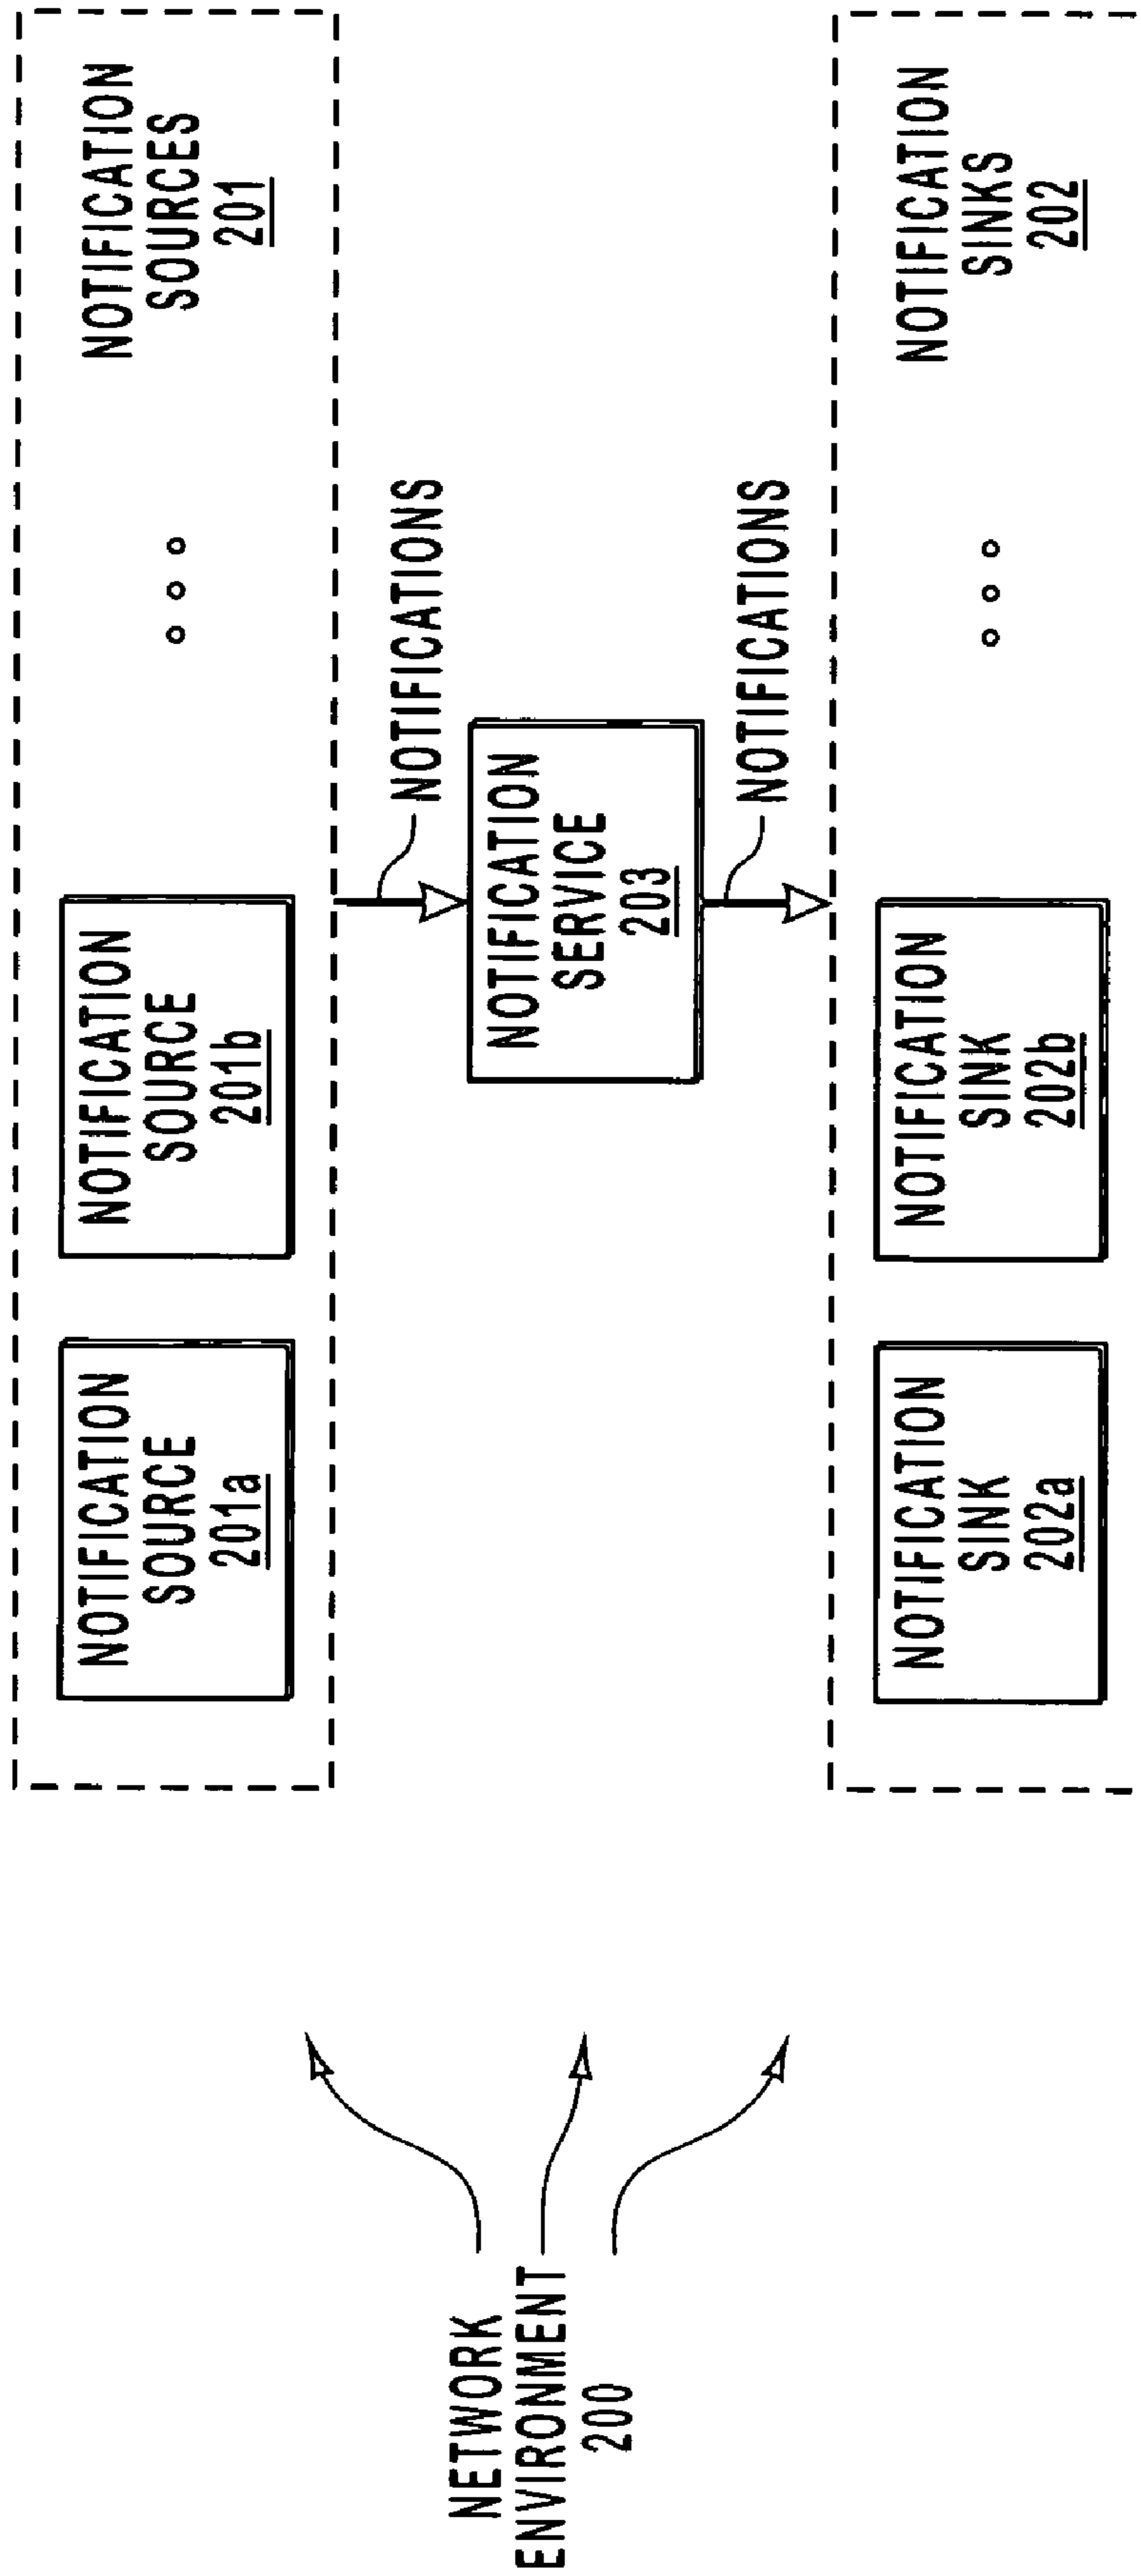 NETWORK
ENVIRONMENT
200
NOTIFICATION
SOURCE
201a
NOTIFICATION
SOURCE
201b
NOTIFICATION
SOURCES
201
NOTIFICATIONS
NOTIFICATION
SERVICE
203
NOTIFICATIONS
NOTIFICATION
SINK
202a
NOTIFICATION
SINK
202b
NOTIFICATION
SINKS
202